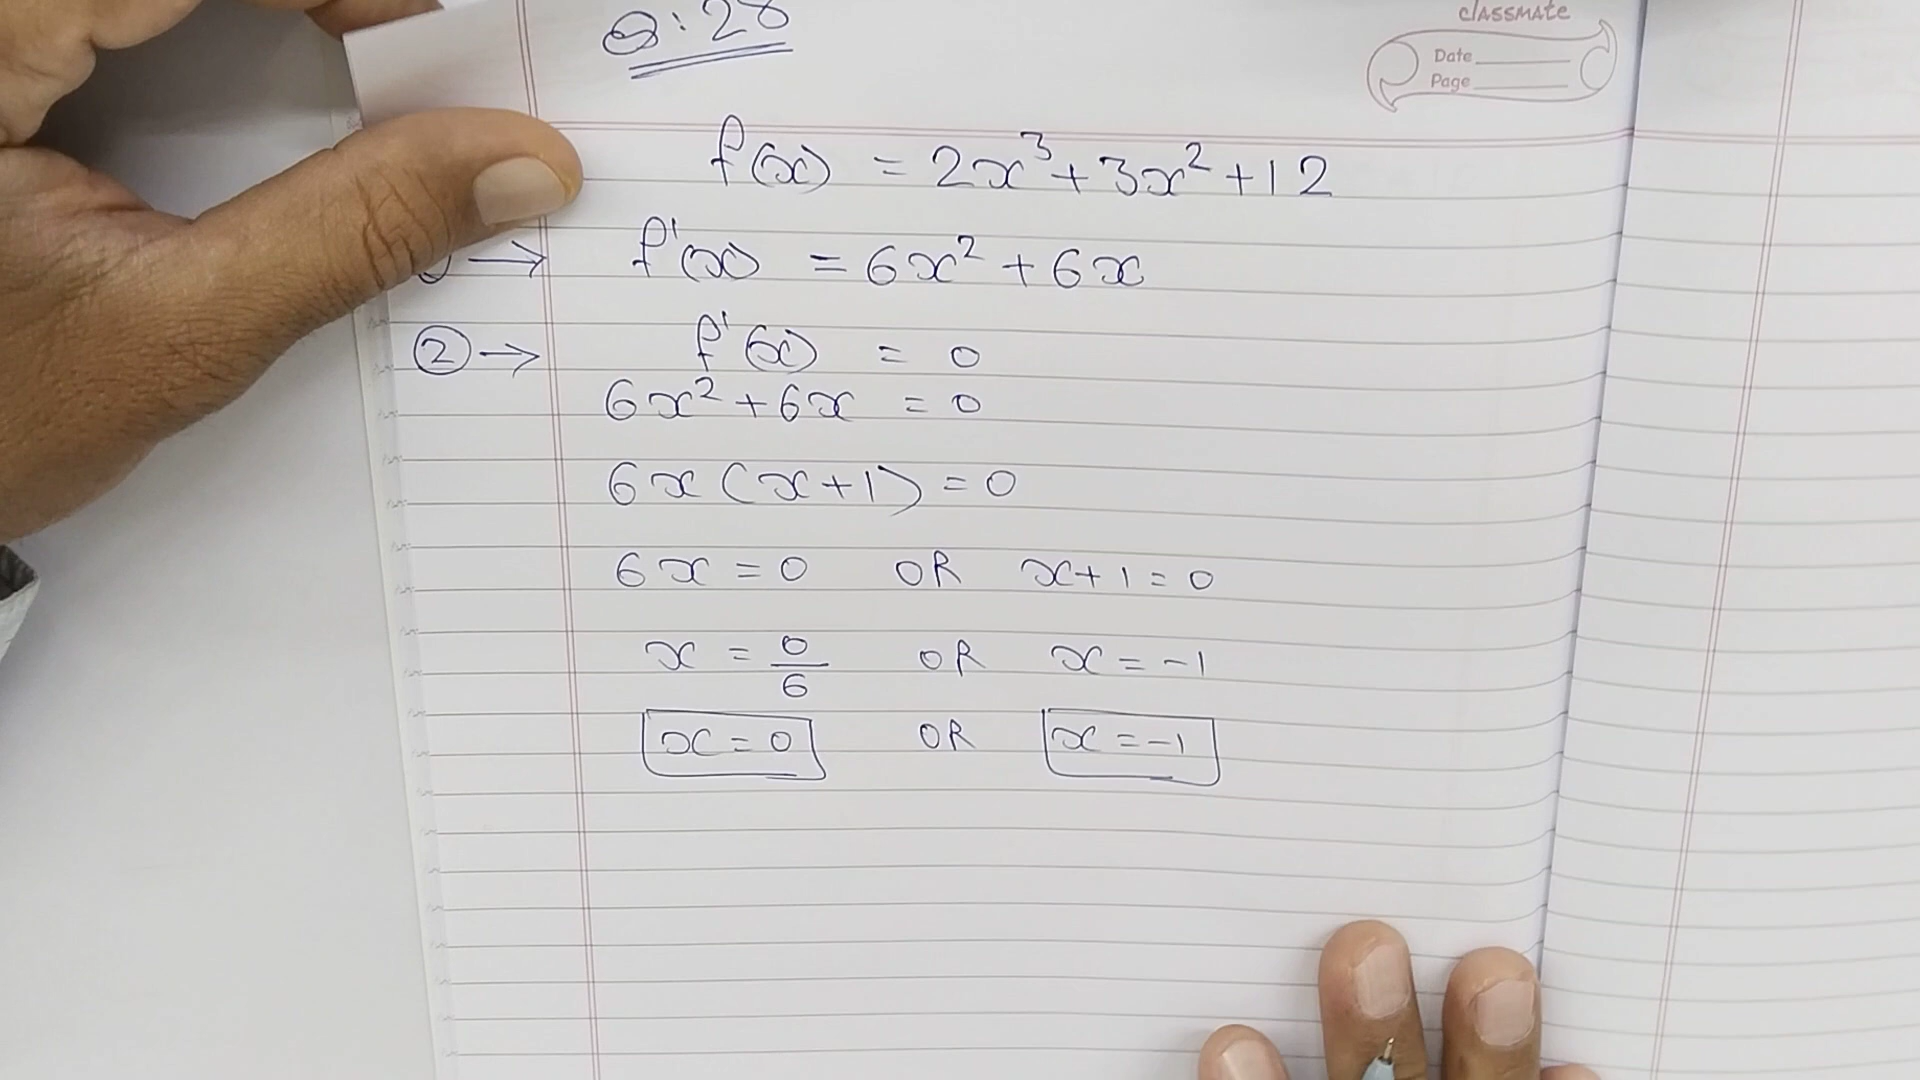 classmate
Date
Page
Q: 28
f(x) = 2x³ + 3x² + 12
→ f'(x) = 6x² + 6x
② → f'(x) = 0
6x² + 6x = 0
6x (x + 1) = 0
6x = 0 OR x + 1 = 0
x = 0/6 OR x = -1
x = 0 OR x = -1